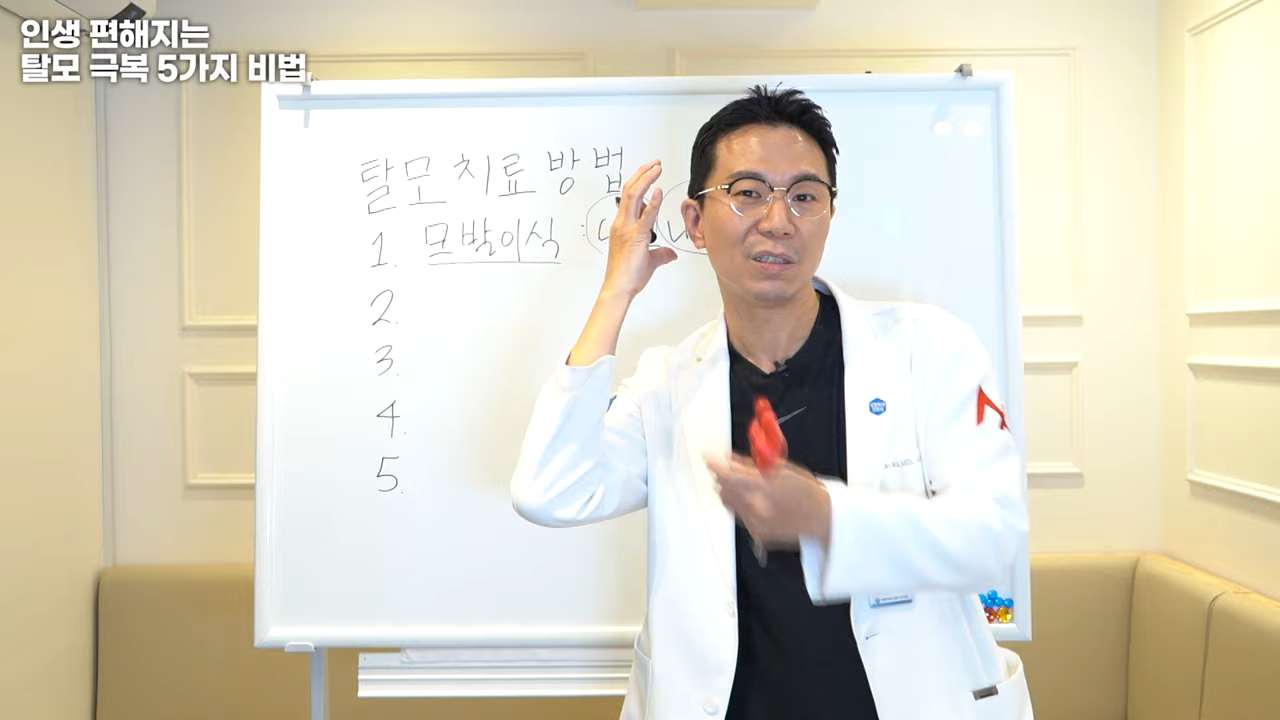 인생 편해지는
탈모 극복 5가지 비법
탈모 치료 방법
1. 모발이식 :
2.
3.
4.
5.